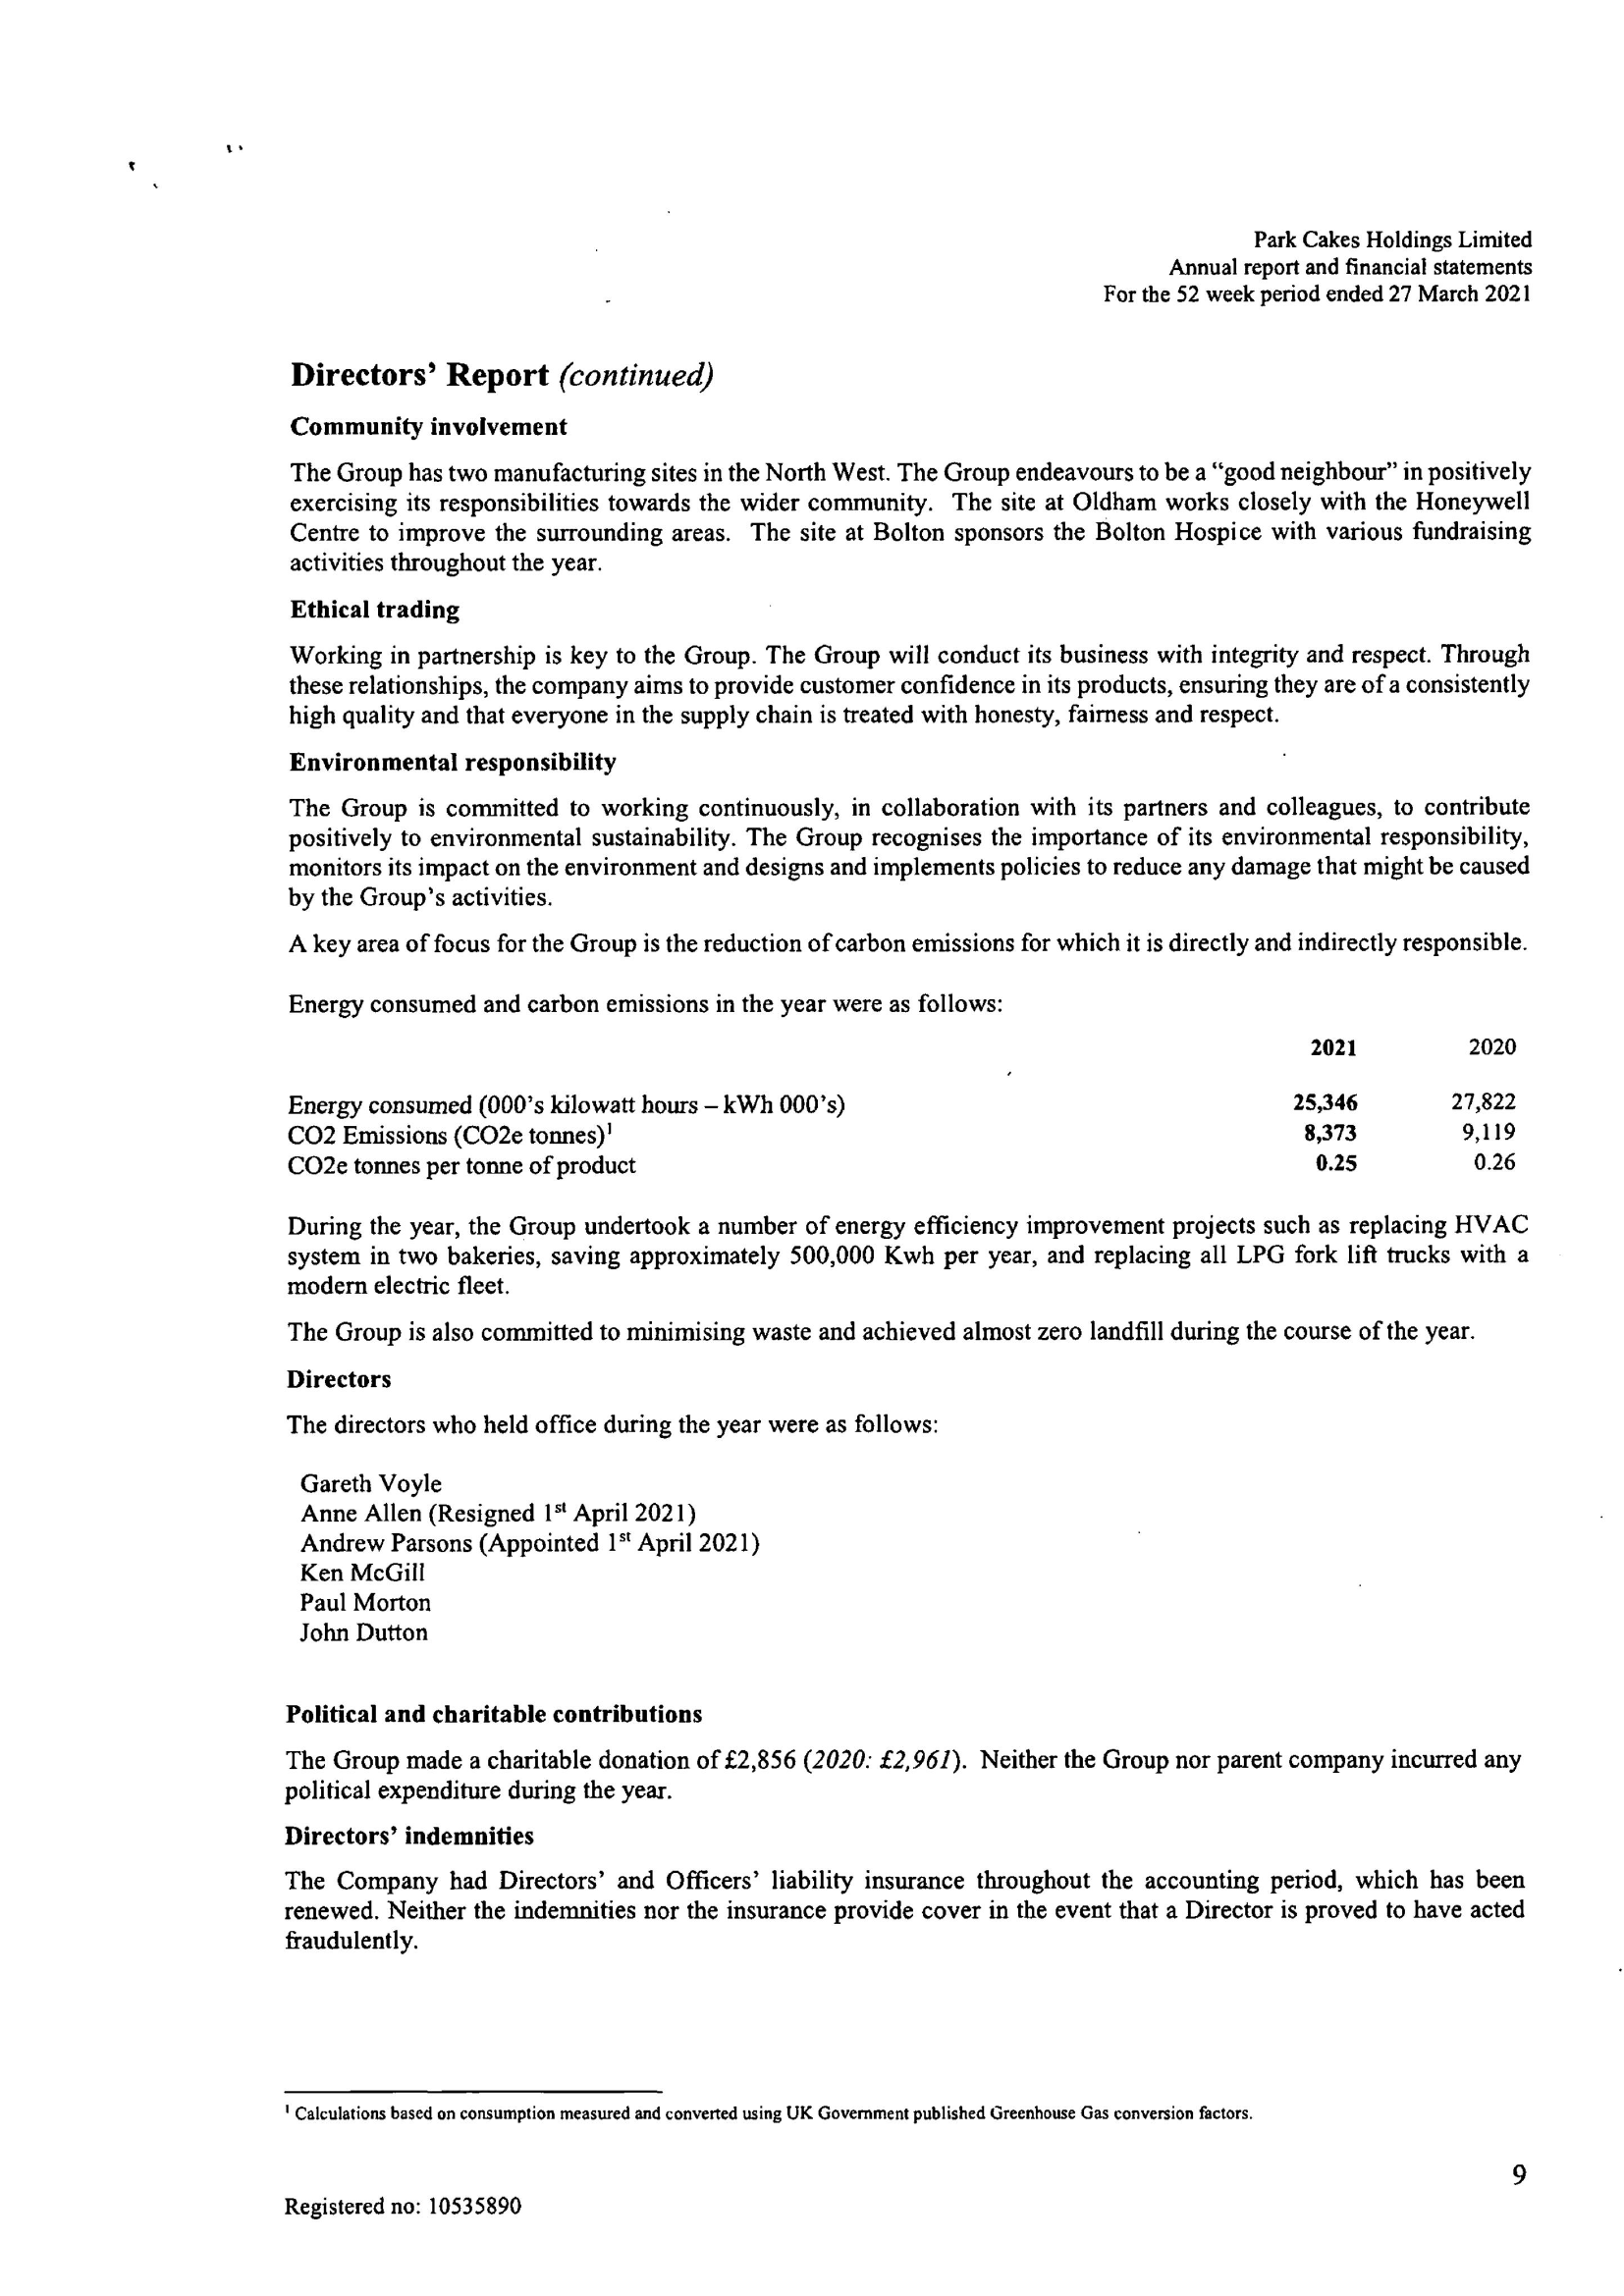 Park Cakes Holdings Limited
Annual report and financial statements
For the 52 week period ended 27 March 2021
Directors' Report (continued)
Community involvement
The Group has two manufacturing sites in the North West. The Group endeavours to be a “good neighbour” in positively
exercising its responsibilities towards the wider community. The site at Oldham works closely with the Honeywell
Centre to improve the surrounding areas. The site at Bolton sponsors the Bolton Hospice with various fundraising
activities throughout the year.
Ethical trading
Working in partnership is key to the Group. The Group will conduct its business with integrity and respect. Through
these relationships, the company aims to provide customer confidence in its products, ensuring they are of a consistently
high quality and that everyone in the supply chain is treated with honesty, fairness and respect.
Environmental responsibility
The Group is committed to working continuously, in collaboration with its partners and colleagues, to contribute
positively to environmental sustainability. The Group recognises the importance of its environmental responsibility,
monitors its impact on the environment and designs and implements policies to reduce any damage that might be caused
by the Group's activities.
A key area of focus for the Group is the reduction of carbon emissions for which it is directly and indirectly responsible.
Energy consumed and carbon emissions in the year were as follows:
2021 2020
Energy consumed (000's kilowatt hours – kWh 000's) 25,346 27,822
CO2 Emissions (CO2e tonnes)¹ 8,373 9,119
CO2e tonnes per tonne of product 0.25 0.26
During the year, the Group undertook a number of energy efficiency improvement projects such as replacing HVAC
system in two bakeries, saving approximately 500,000 Kwh per year, and replacing all LPG fork lift trucks with a
modern electric fleet.
The Group is also committed to minimising waste and achieved almost zero landfill during the course of the year.
Directors
The directors who held office during the year were as follows:
Gareth Voyle
Anne Allen (Resigned 1st April 2021)
Andrew Parsons (Appointed 1st April 2021)
Ken McGill
Paul Morton
John Dutton
Political and charitable contributions
The Group made a charitable donation of £2,856 (2020: £2,961). Neither the Group nor parent company incurred any
political expenditure during the year.
Directors' indemnities
The Company had Directors' and Officers' liability insurance throughout the accounting period, which has been
renewed. Neither the indemnities nor the insurance provide cover in the event that a Director is proved to have acted
fraudulently.
¹ Calculations based on consumption measured and converted using UK Government published Greenhouse Gas conversion factors.
9
Registered no: 10535890